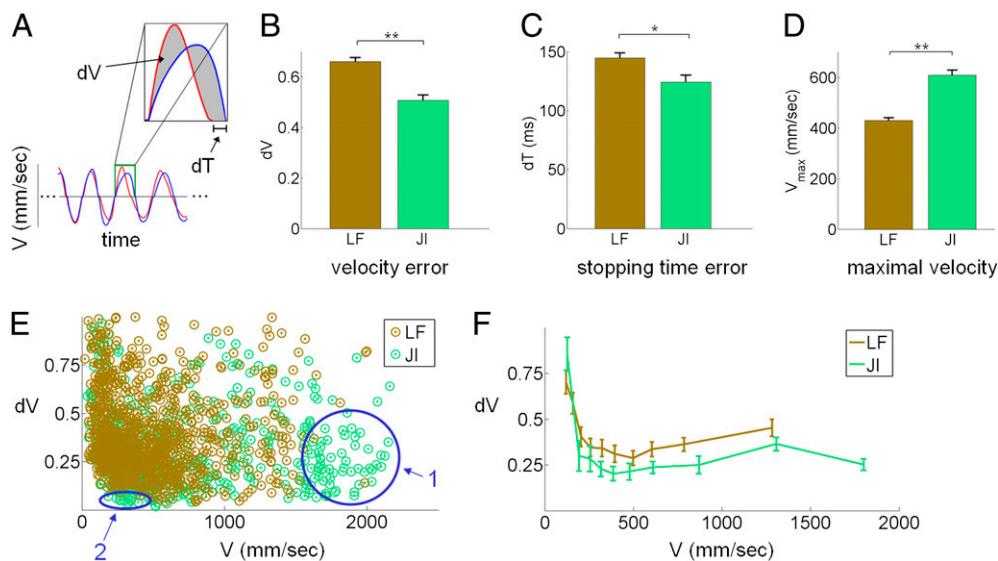 A
dV
dT
V (mm/sec)
...
...
time
B
**
0.6
0.4
0.2
0
dV
LF
JI
velocity error
C
*
150
100
50
0
dT (ms)
LF
JI
stopping time error
D
**
600
400
200
0
Vmax (mm/sec)
LF
JI
maximal velocity
E
LF
JI
0.75
0.5
0.25
dV
0
1000
2000
V (mm/sec)
1
2
F
LF
JI
0.75
0.5
0.25
dV
0
500
1000
1500
2000
V (mm/sec)